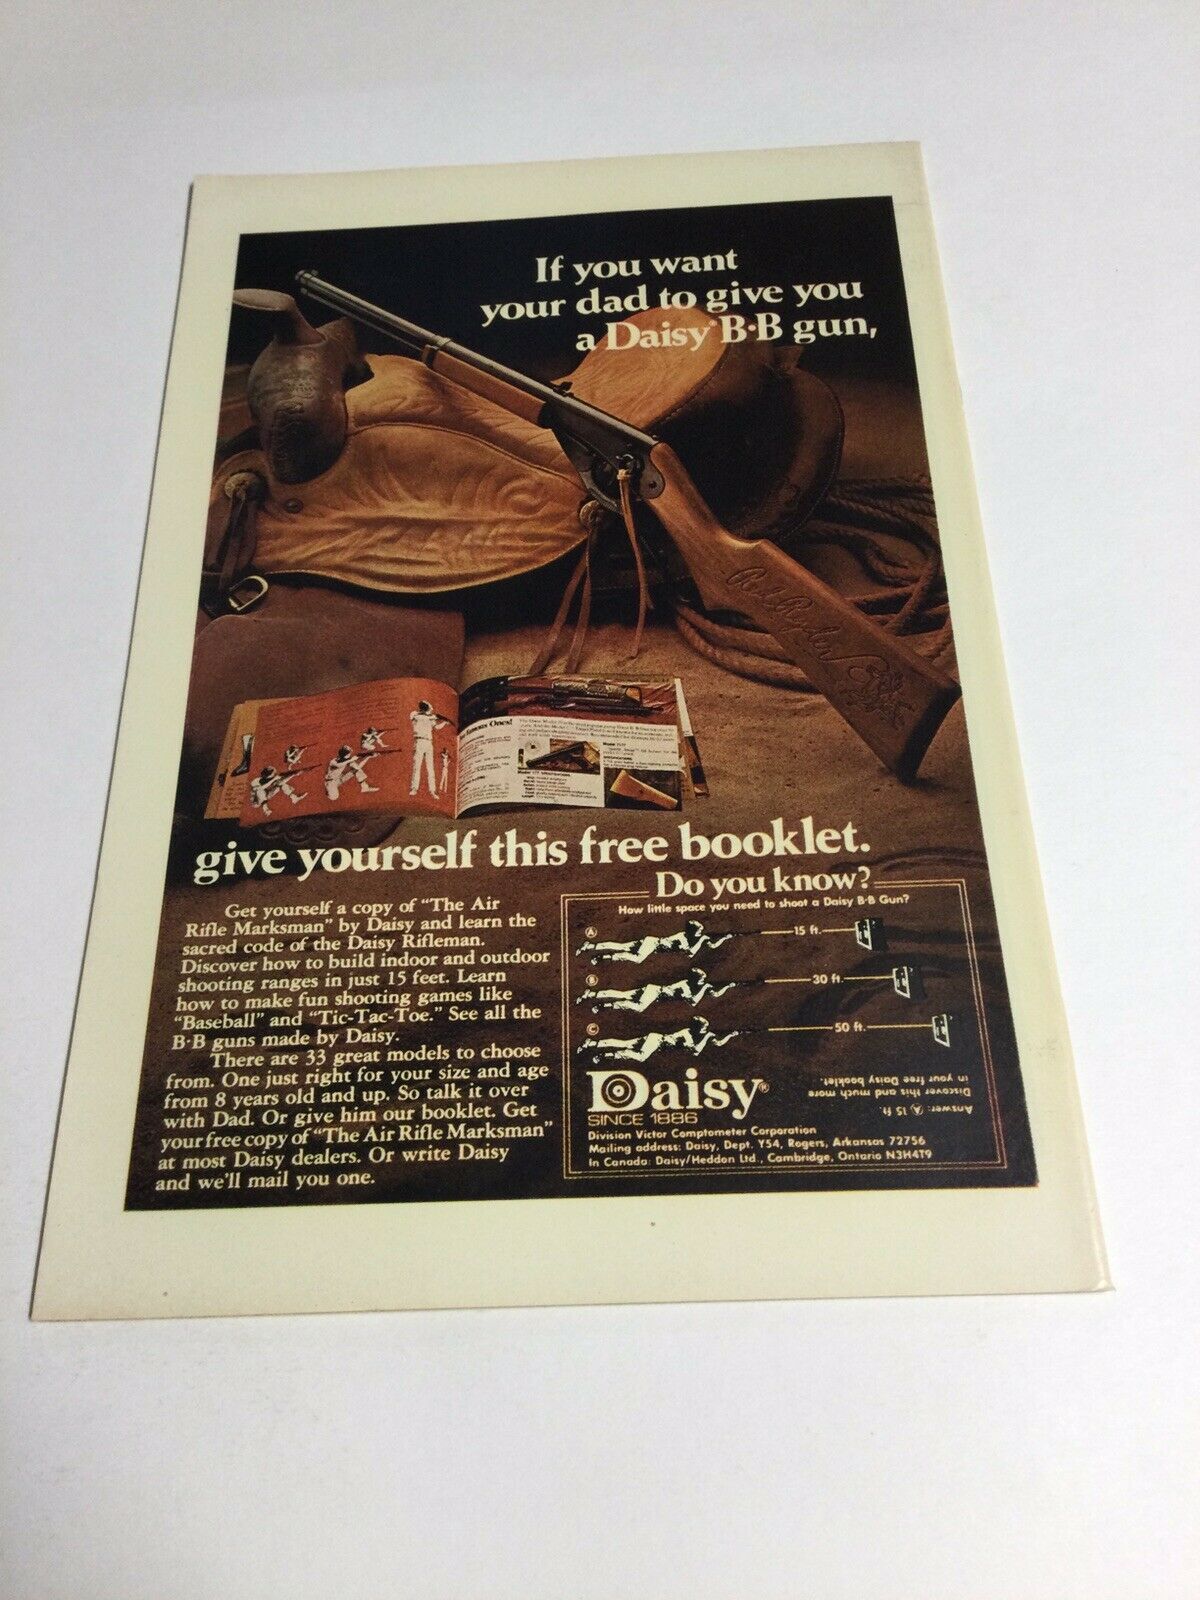 If you want
your dad to give you
a Daisy® B·B gun,
Red Ryder
Famous Ones!
give yourself this free booklet.
Get yourself a copy of "The Air
Rifle Marksman" by Daisy and learn the
sacred code of the Daisy Rifleman.
Discover how to build indoor and outdoor
shooting ranges in just 15 feet. Learn
how to make fun shooting games like
"Baseball" and "Tic-Tac-Toe." See all the
B·B guns made by Daisy.
There are 33 great models to choose
from. One just right for your size and age
from 8 years old and up. So talk it over
with Dad. Or give him our booklet. Get
your free copy of "The Air Rifle Marksman"
at most Daisy dealers. Or write Daisy
and we'll mail you one.
Do you know?
How little space you need to shoot a Daisy B·B Gun?
A 15 ft.
B 30 ft.
C 50 ft.
Answer: A 15 ft.
Discover this and much more
in your free Daisy booklet.
Daisy®
SINCE 1886
Division Victor Comptometer Corporation
Mailing address: Daisy, Dept. Y54, Rogers, Arkansas 72756
In Canada: Daisy/Heddon Ltd., Cambridge, Ontario N3H4T9